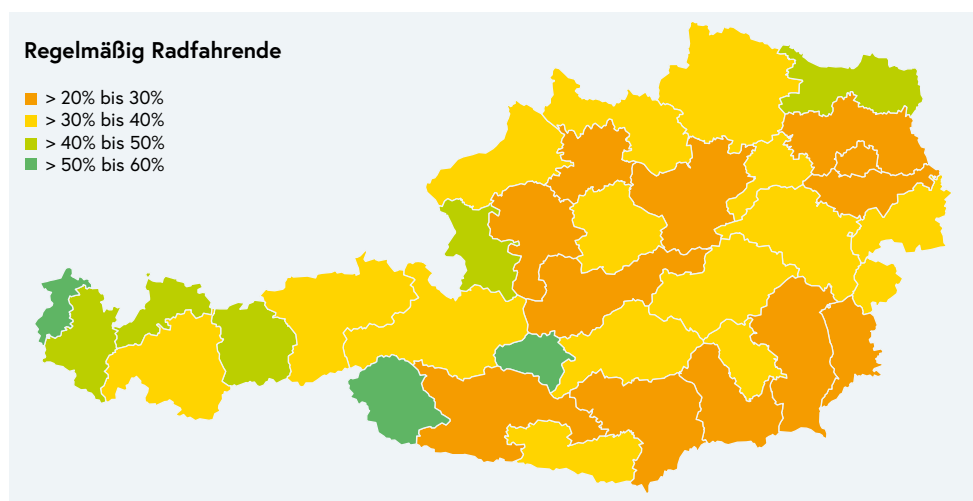 Regelmäßig Radfahrende
> 20% bis 30%
> 30% bis 40%
> 40% bis 50%
> 50% bis 60%